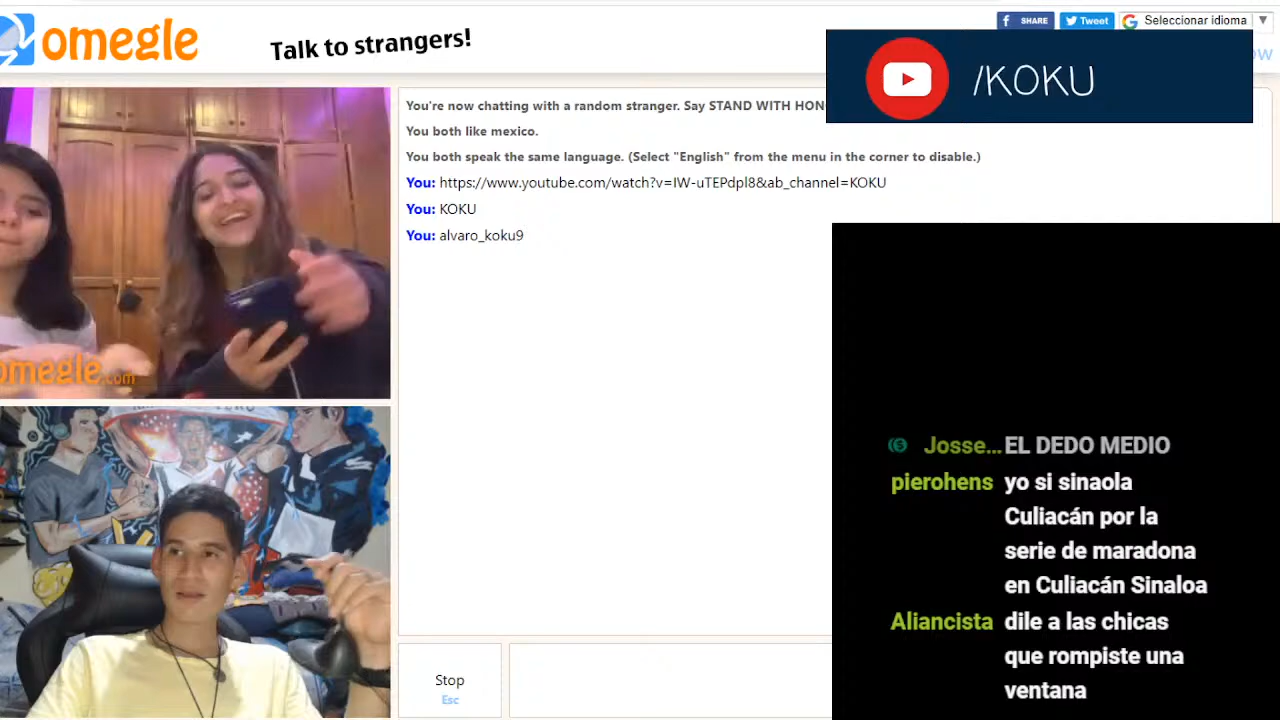 omegle
Talk to strangers!
SHARE
Tweet
Seleccionar idioma
/KOKU
You're now chatting with a random stranger. Say STAND WITH HON
You both like mexico.
You both speak the same language. (Select "English" from the menu in the corner to disable.)
You: https://www.youtube.com/watch?v=IW-uTEPdpl8&ab_channel=KOKU
You: KOKU
You: alvaro_koku9
omegle.com
Josse... EL DEDO MEDIO
pierohens yo si sinaola
Culiacán por la
serie de maradona
en Culiacán Sinaloa
Aliancista dile a las chicas
que rompiste una
ventana
Stop
Esc